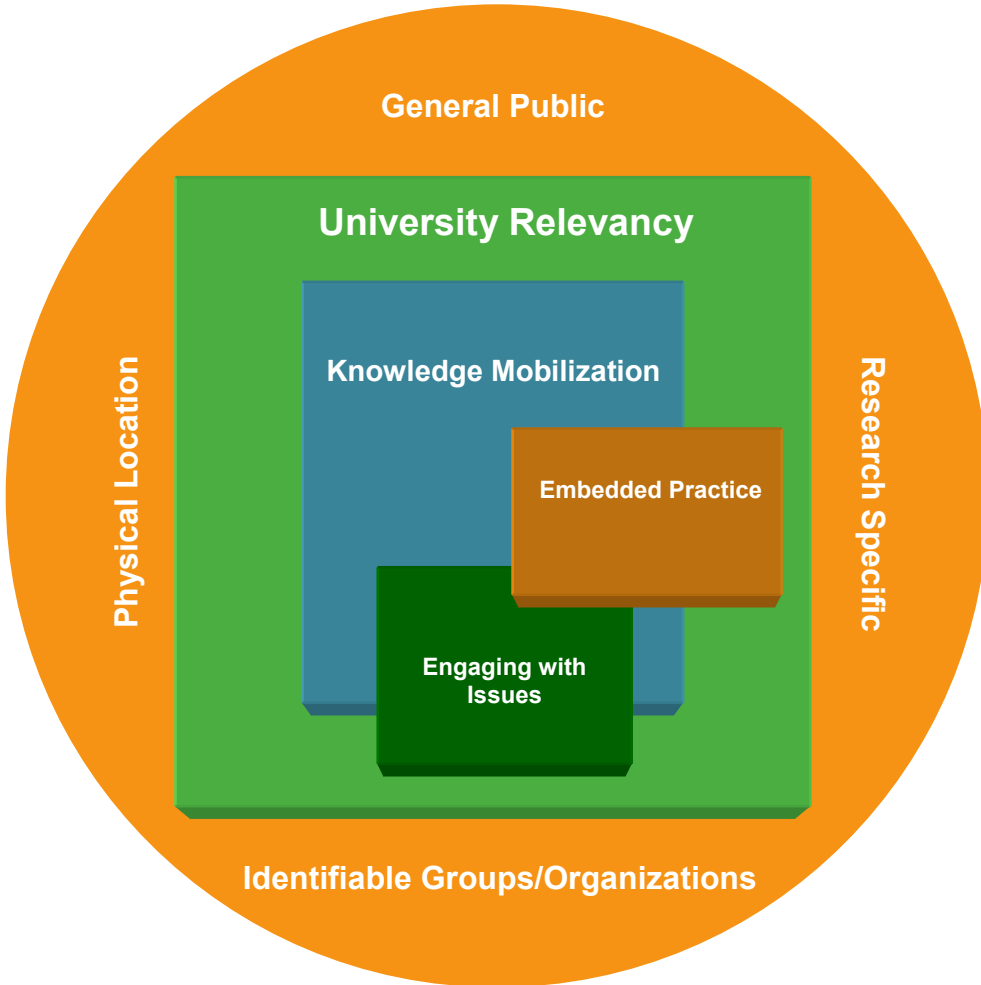 General Public
University Relevancy
Knowledge Mobilization
Physical Location
Research Specific
Embedded Practice
Engaging with
Issues
Identifiable Groups/Organizations